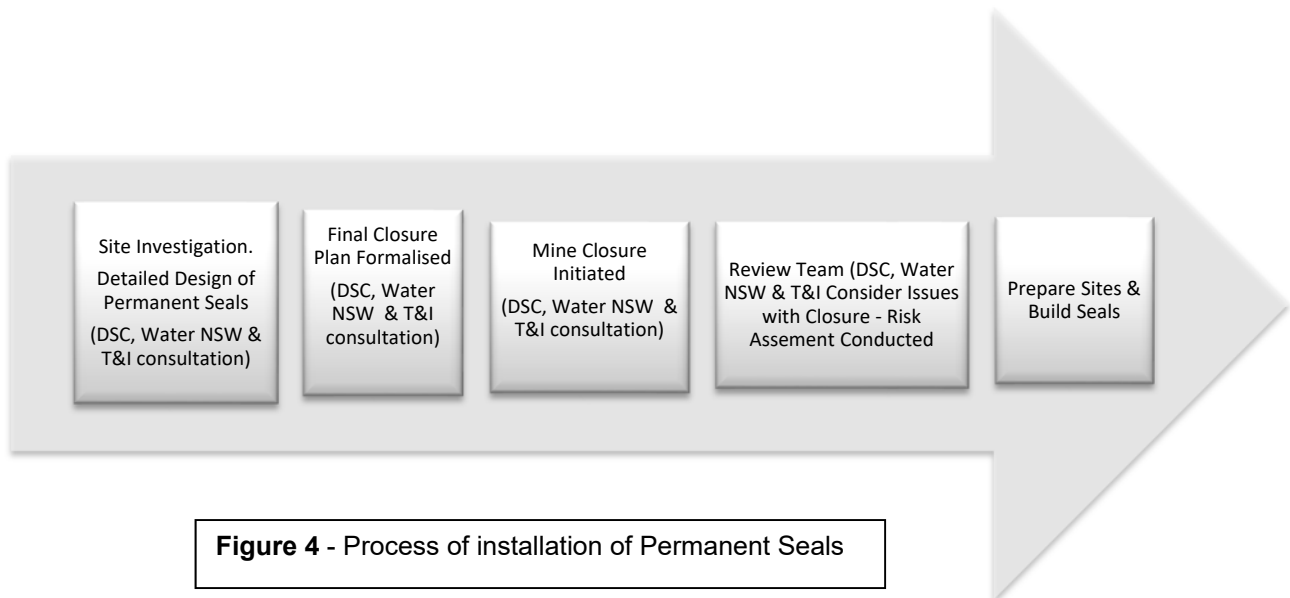 Site Investigation.
Detailed Design of
Permanent Seals
(DSC, Water NSW &
T&I consultation)
Final Closure
Plan Formalised
(DSC, Water
NSW & T&I
consultation)
Mine Closure
Initiated
(DSC, Water NSW &
T&I consultation)
Review Team (DSC, Water
NSW & T&I Consider Issues
with Closure - Risk
Assement Conducted
Prepare Sites &
Build Seals
Figure 4 - Process of installation of Permanent Seals